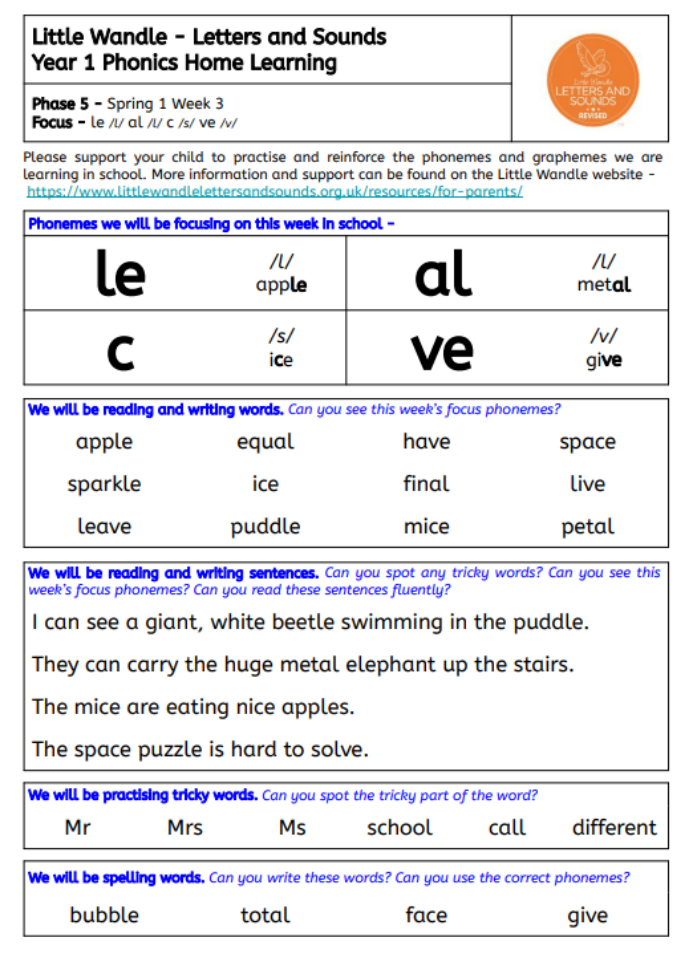 Little Wandle - Letters and Sounds
Year 1 Phonics Home Learning
Little Wandle
LETTERS AND
SOUNDS
REVISED
Phase 5 - Spring 1 Week 3
Focus - le /l/ al /l/ c /s/ ve /v/
Please support your child to practise and reinforce the phonemes and graphemes we are
learning in school. More information and support can be found on the Little Wandle website -
https://www.littlewandlelettersandsounds.org.uk/resources/for-parents/
Phonemes we will be focusing on this week in school -
le /l/ apple al /l/ metal
c /s/ ice ve /v/ give
We will be reading and writing words. Can you see this week's focus phonemes?
apple equal have space
sparkle ice final live
leave puddle mice petal
We will be reading and writing sentences. Can you spot any tricky words? Can you see this
week's focus phonemes? Can you read these sentences fluently?
I can see a giant, white beetle swimming in the puddle.
They can carry the huge metal elephant up the stairs.
The mice are eating nice apples.
The space puzzle is hard to solve.
We will be practising tricky words. Can you spot the tricky part of the word?
Mr Mrs Ms school call different
We will be spelling words. Can you write these words? Can you use the correct phonemes?
bubble total face give